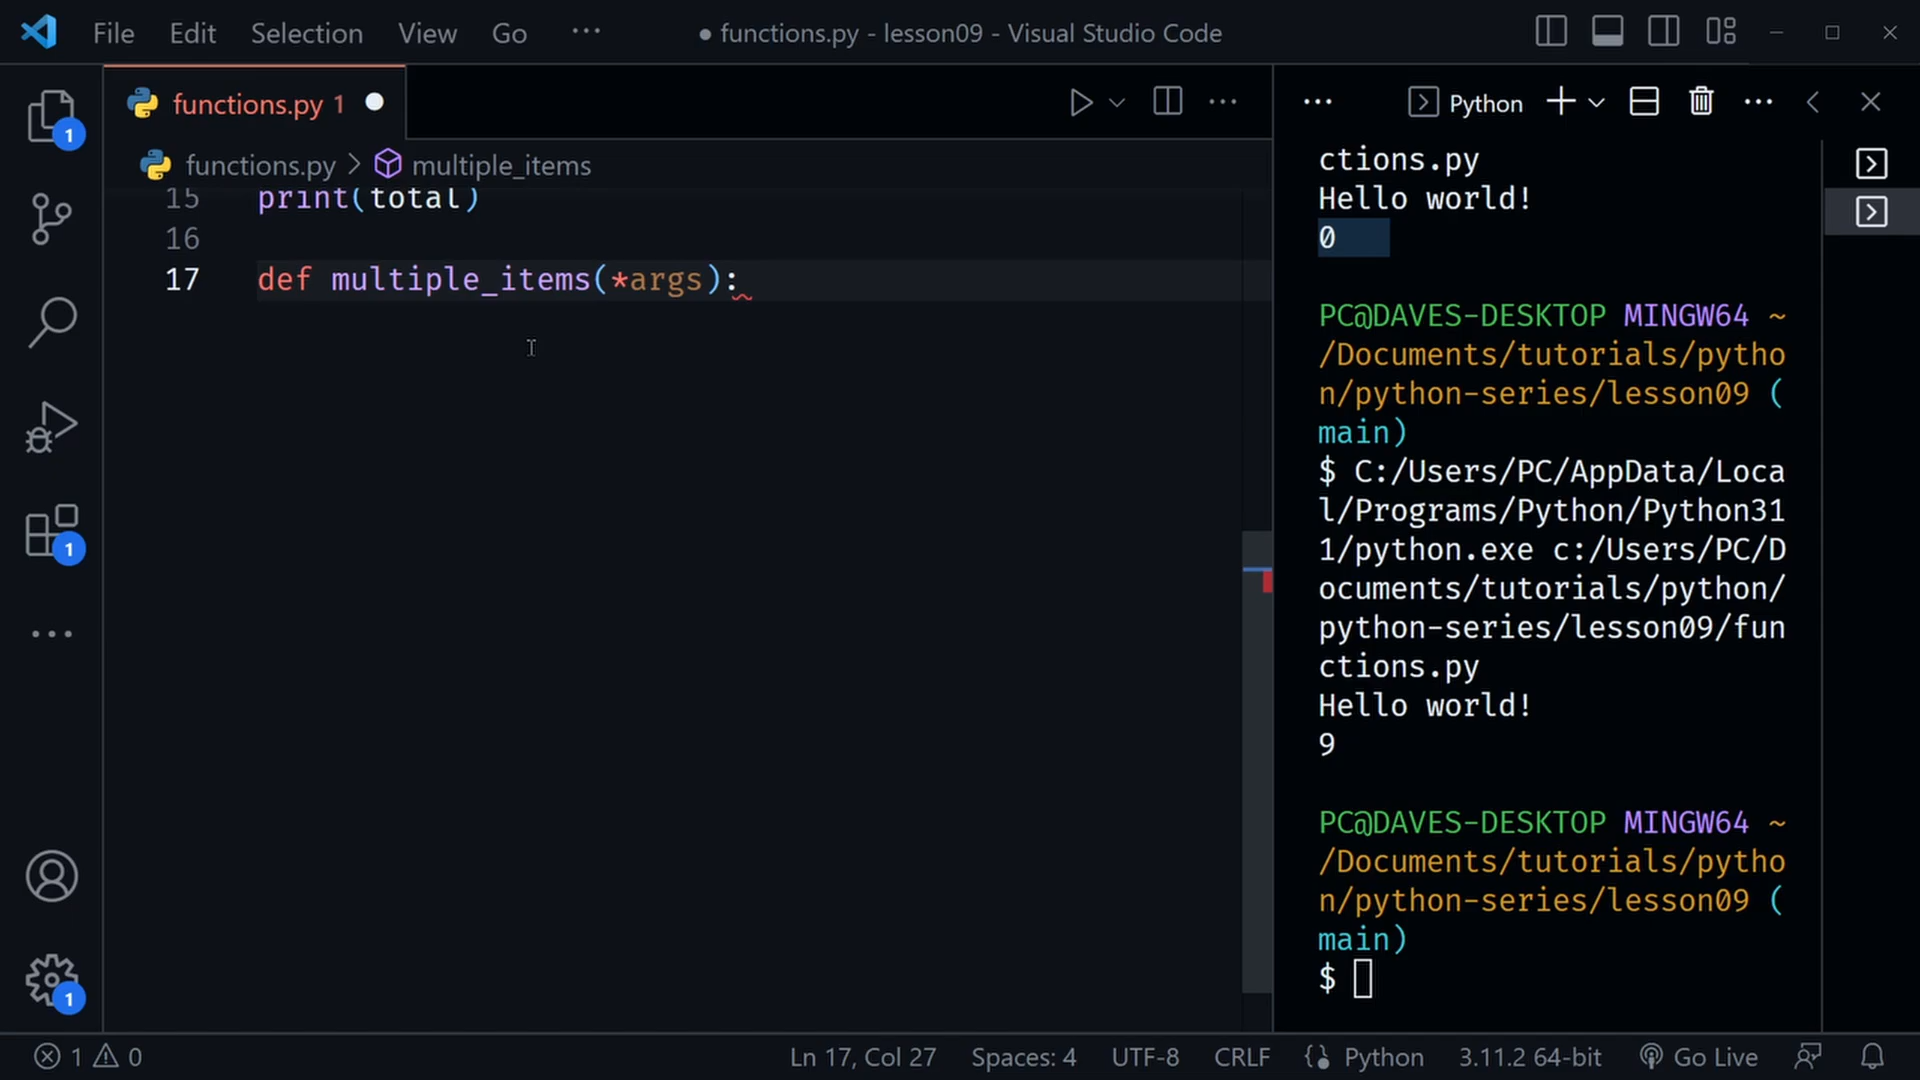 File Edit Selection View Go ··· ● functions.py - lesson09 - Visual Studio Code
functions.py 1
functions.py > multiple_items
15 print(total)
16
17 def multiple_items(*args):
Python
ctions.py
Hello world!
0
PC@DAVES-DESKTOP MINGW64 ~
/Documents/tutorials/pytho
n/python-series/lesson09 (
main)
$ C:/Users/PC/AppData/Loca
l/Programs/Python/Python31
1/python.exe c:/Users/PC/D
ocuments/tutorials/python/
python-series/lesson09/fun
ctions.py
Hello world!
9
PC@DAVES-DESKTOP MINGW64 ~
/Documents/tutorials/pytho
n/python-series/lesson09 (
main)
$
1
1
1
1 0 Ln 17, Col 27 Spaces: 4 UTF-8 CRLF Python 3.11.2 64-bit Go Live